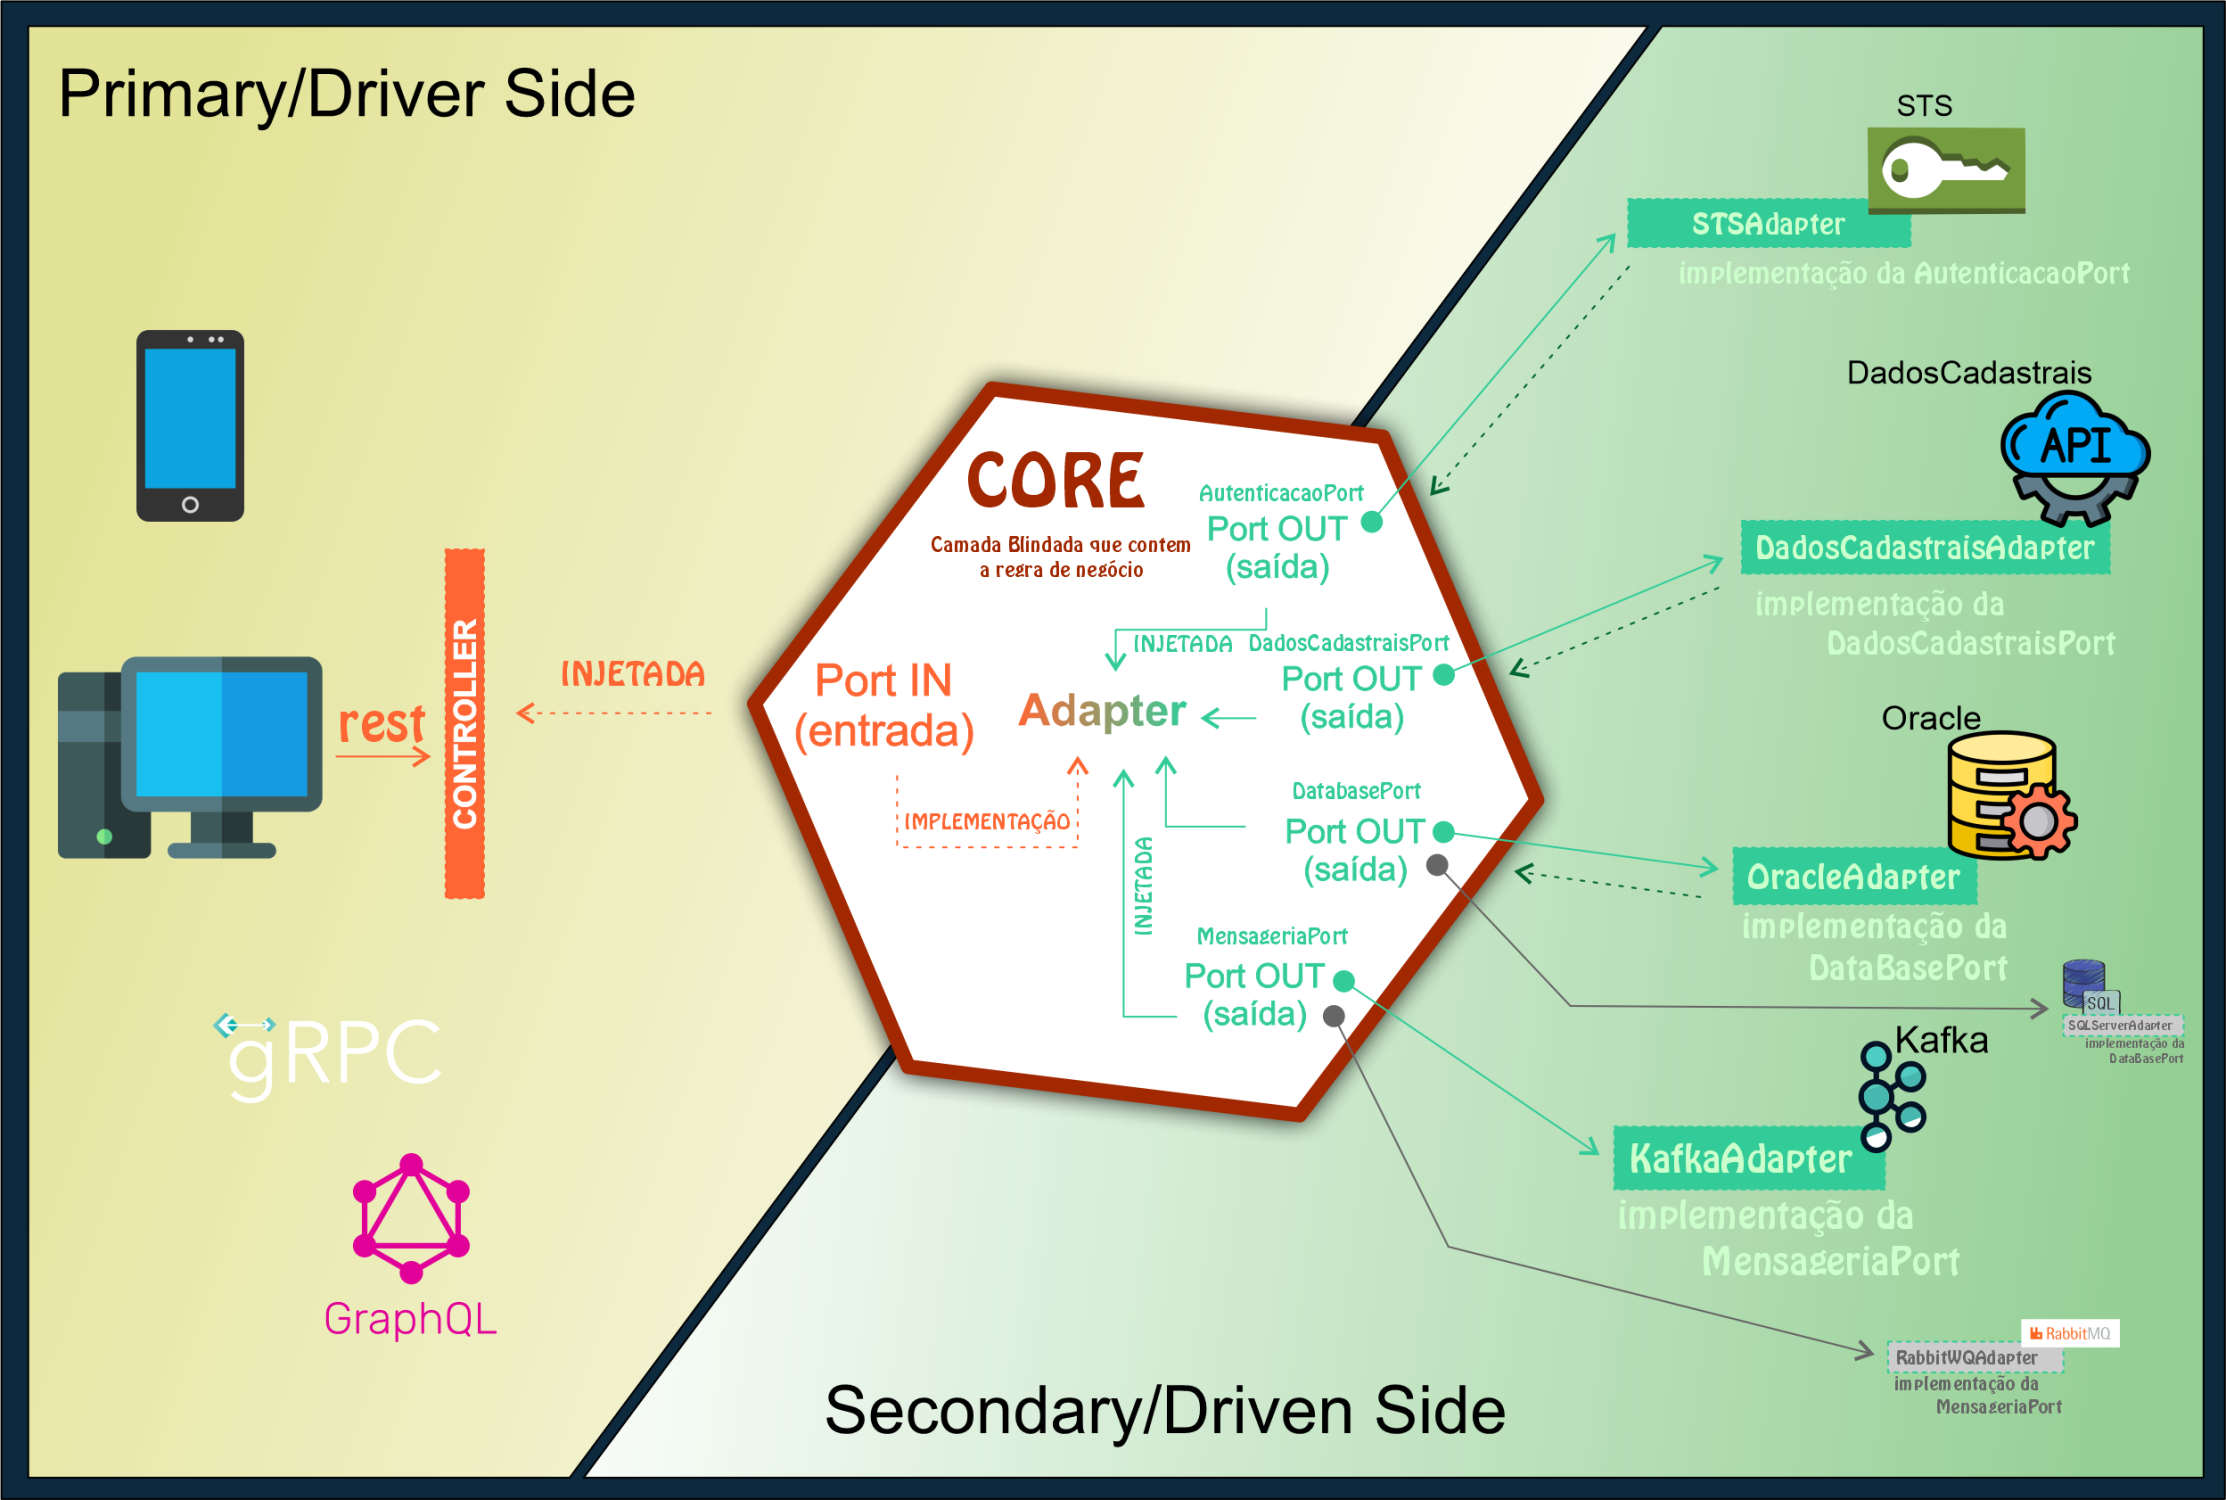 Primary/Driver Side
STS
STSAdapter
implementação da AutenticacaoPort
DadosCadastrais
API
DadosCadastraisAdapter
implementação da
DadosCadastraisPort
CORE
Camada Blindada que contem
a regra de negócio
AutenticacaoPort
Port OUT
(saída)
INJETADA
DadosCadastraisPort
Port OUT
(saída)
Port IN
(entrada)
Adapter
IMPLEMENTAÇÃO
INJETADA
DatabasePort
Port OUT
(saída)
MensageriaPort
Port OUT
(saída)
INJETADA
rest
CONTROLLER
Oracle
OracleAdapter
implementação da
DataBasePort
SQL
SQLServerAdapter
implementação da
DataBasePort
Kafka
KafkaAdapter
implementação da
MensageriaPort
RabbitMQ
RabbitWQAdapter
implementação da
MensageriaPort
gRPC
GraphQL
Secondary/Driven Side